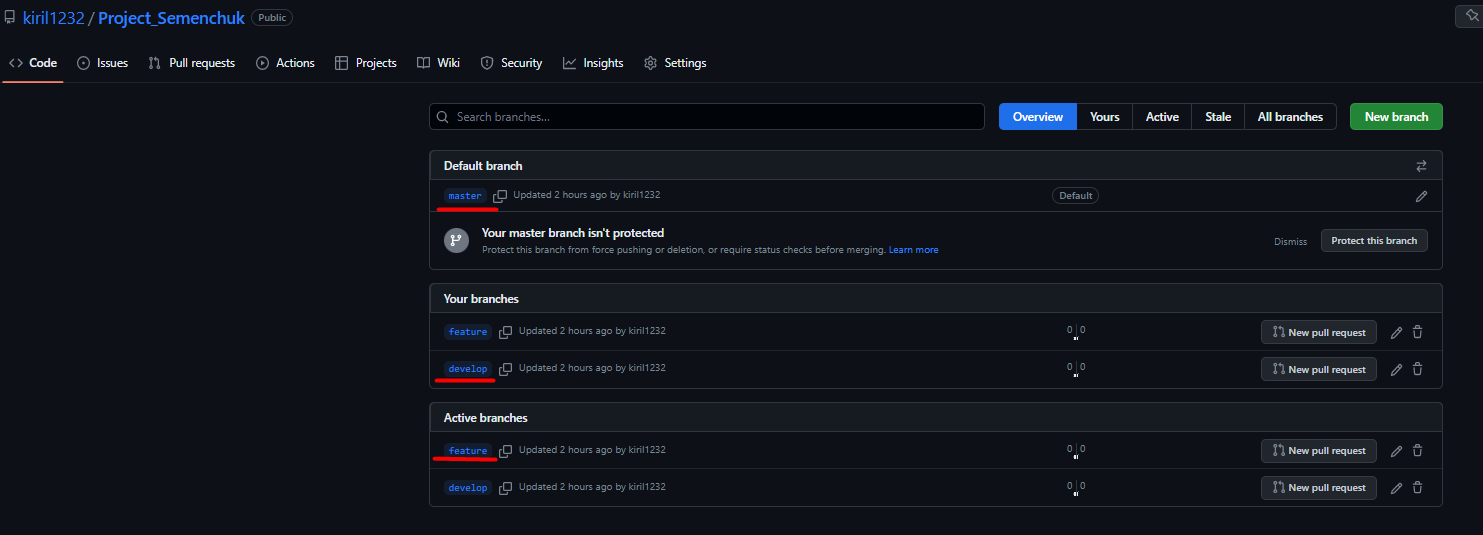 kiril1232 / Project_Semenchuk Public
Code Issues Pull requests Actions Projects Wiki Security Insights Settings
Search branches... Overview Yours Active Stale All branches New branch
Default branch
master Updated 2 hours ago by kiril1232 Default
Your master branch isn't protected
Protect this branch from force pushing or deletion, or require status checks before merging. Learn more Dismiss Protect this branch
Your branches
feature Updated 2 hours ago by kiril1232 0 0 New pull request
develop Updated 2 hours ago by kiril1232 0 0 New pull request
Active branches
feature Updated 2 hours ago by kiril1232 0 0 New pull request
develop Updated 2 hours ago by kiril1232 0 0 New pull request